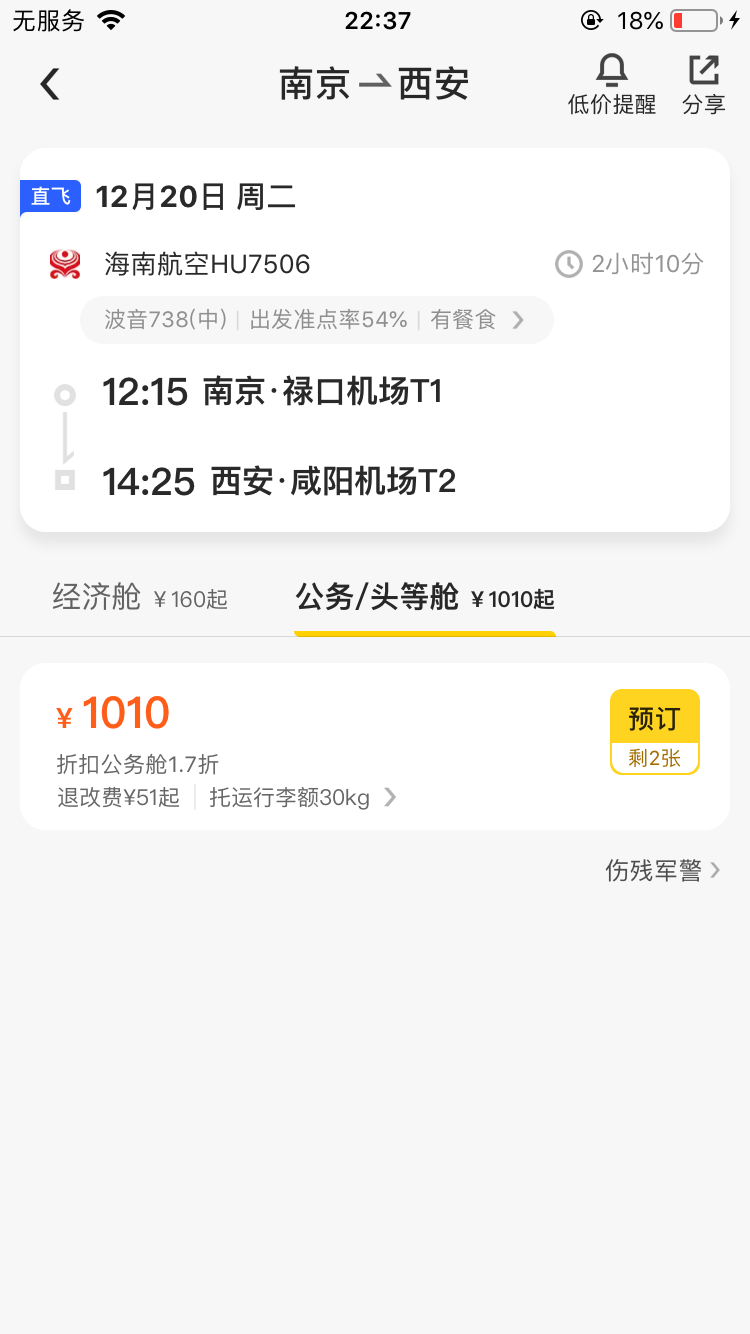 无服务 22:37 18%
南京 西安
低价提醒 分享
直飞 12月20日 周二
海南航空HU7506 2小时10分
波音738(中) 出发准点率54% 有餐食
12:15 南京·禄口机场T1
14:25 西安·咸阳机场T2
经济舱 ¥160起 公务/头等舱 ¥1010起
¥1010 预订
折扣公务舱1.7折 剩2张
退改费¥51起 托运行李额30kg
伤残军警